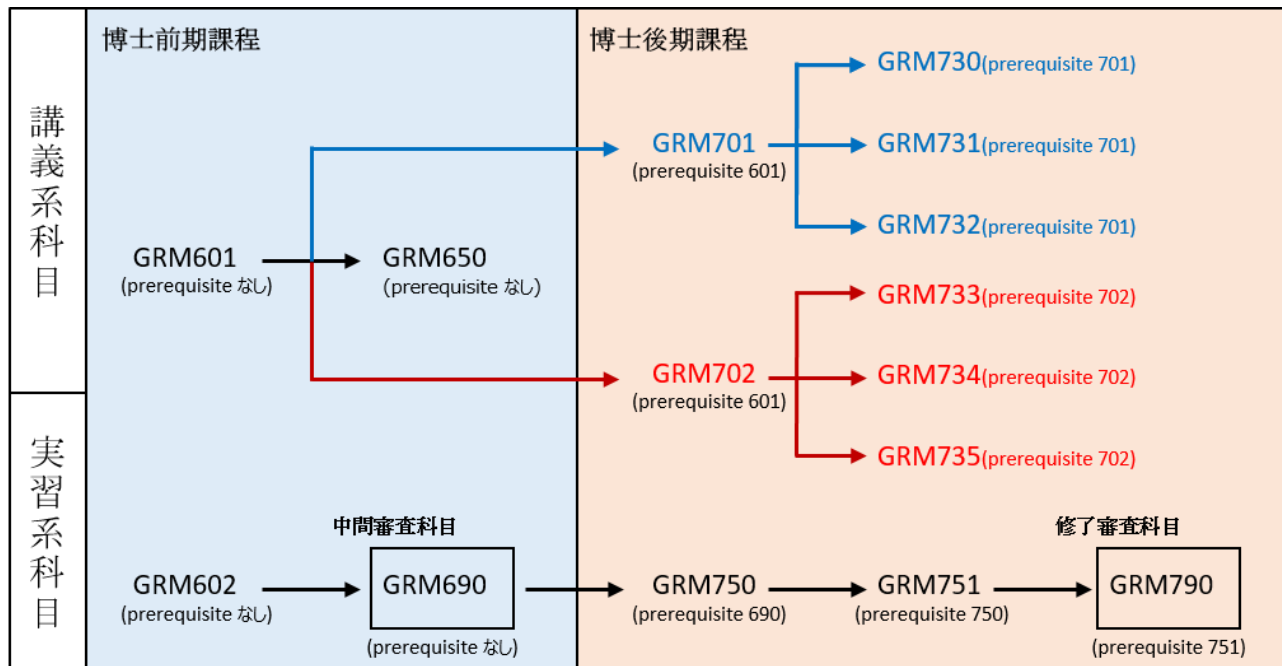 博士前期課程
博士後期課程
講義系科目
GRM601
(prerequisite なし)
GRM650
(prerequisite なし)
GRM701
(prerequisite 601)
GRM730(prerequisite 701)
GRM731(prerequisite 701)
GRM732(prerequisite 701)
GRM702
(prerequisite 601)
GRM733(prerequisite 702)
GRM734(prerequisite 702)
GRM735(prerequisite 702)
実習系科目
GRM602
(prerequisite なし)
中間審査科目
GRM690
(prerequisite なし)
GRM750
(prerequisite 690)
GRM751
(prerequisite 750)
修了審査科目
GRM790
(prerequisite 751)